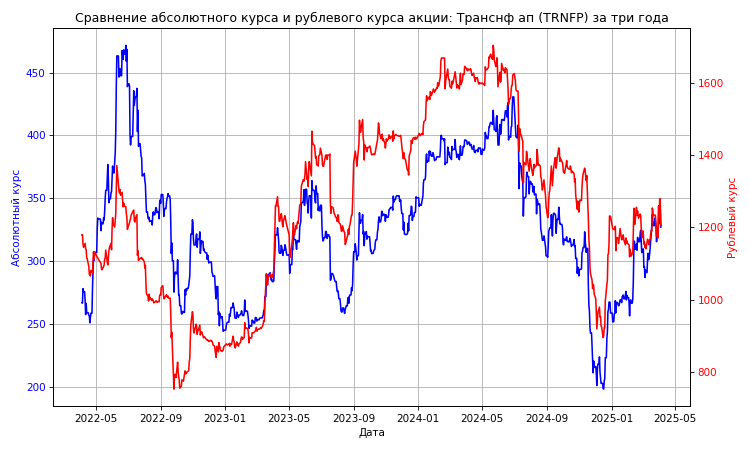 Сравнение абсолютного курса и рублевого курса акции: Транснф ап (TRNFP) за три года
450
400
350
300
250
200
Абсолютный курс
1600
1400
1200
1000
800
Рублевый курс
2022-05 2022-09 2023-01 2023-05 2023-09 2024-01 2024-05 2024-09 2025-01 2025-05
Дата